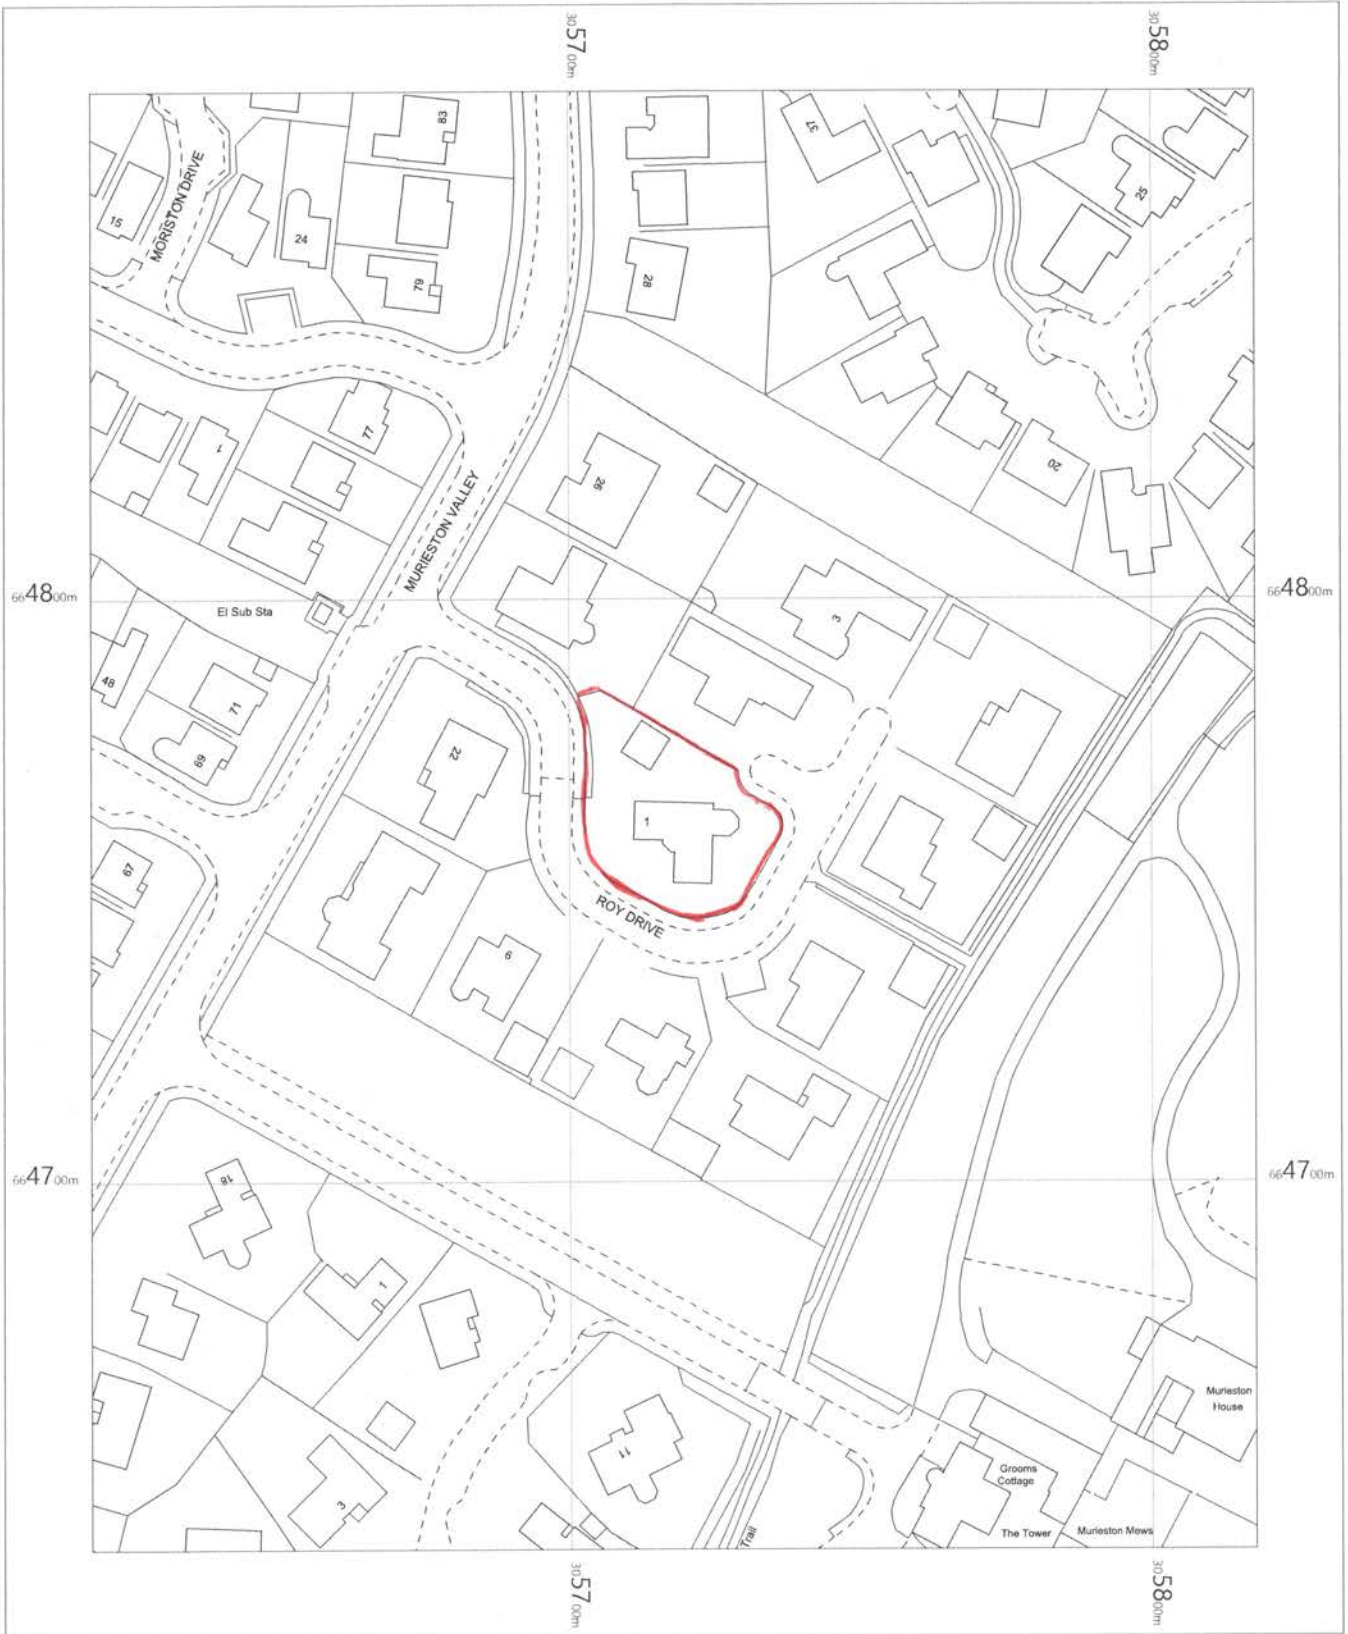 3057 00m
3058 00m
83
37
25
15
MORISTON DRIVE
24
79
28
77
1
20
26
MURIESTON VALLEY
6648 00m
6648 00m
El Sub Sta
3
48
71
69
22
1
67
ROY DRIVE
6
6647 00m
6647 00m
18
1
Murieston
House
11
Grooms
Cottage
3
The Tower
Murieston Mews
Trail
3057 00m
3058 00m